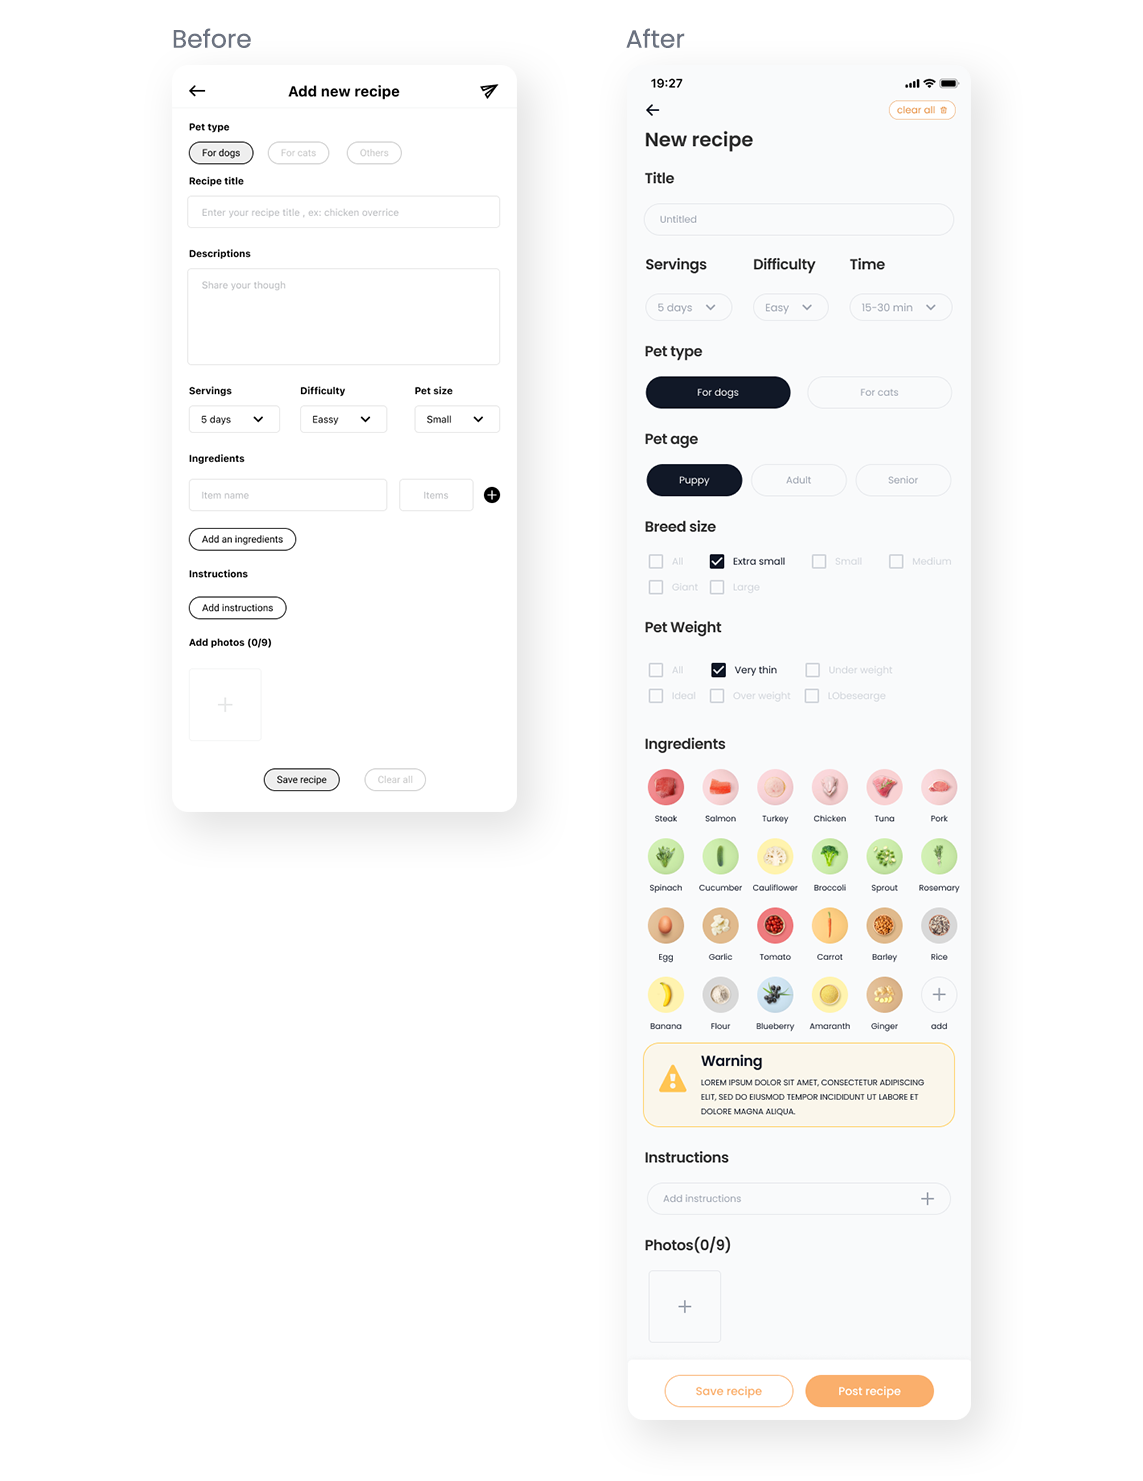 Before
Add new recipe
Pet type
For dogs
For cats
Others
Recipe title
Enter your recipe title , ex: chicken overrice
Descriptions
Share your though
Servings
Difficulty
Pet size
5 days
Eassy
Small
Ingredients
Item name
Items
Add an ingredients
Instructions
Add instructions
Add photos (0/9)
Save recipe
Clear all
After
19:27
clear all
New recipe
Title
Untitled
Servings
Difficulty
Time
5 days
Easy
15-30 min
Pet type
For dogs
For cats
Pet age
Puppy
Adult
Senior
Breed size
All
Extra small
Small
Medium
Giant
Large
Pet Weight
All
Very thin
Under weight
Ideal
Over weight
LObesearge
Ingredients
Steak
Salmon
Turkey
Chicken
Tuna
Pork
Spinach
Cucumber
Cauliflower
Broccoli
Sprout
Rosemary
Egg
Garlic
Tomato
Carrot
Barley
Rice
Banana
Flour
Blueberry
Amaranth
Ginger
add
Warning
LOREM IPSUM DOLOR SIT AMET, CONSECTETUR ADIPISCING
ELIT, SED DO EIUSMOD TEMPOR INCIDIDUNT UT LABORE ET
DOLORE MAGNA ALIQUA.
Instructions
Add instructions
Photos(0/9)
Save recipe
Post recipe